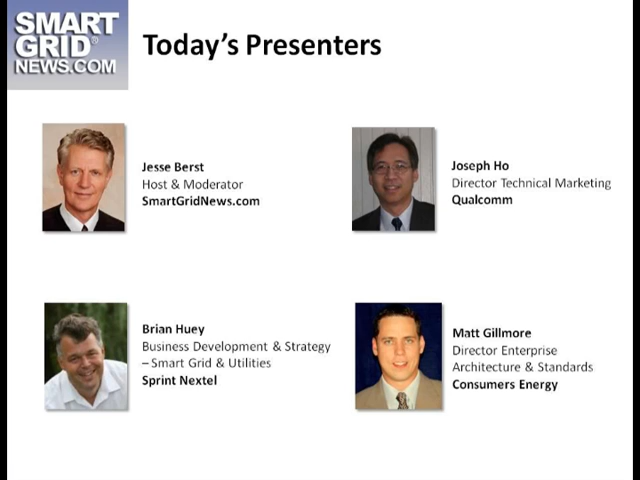 SMART
GRID®
NEWS.COM
Today's Presenters
Jesse Berst
Host & Moderator
SmartGridNews.com
Joseph Ho
Director Technical Marketing
Qualcomm
Brian Huey
Business Development & Strategy
– Smart Grid & Utilities
Sprint Nextel
Matt Gillmore
Director Enterprise
Architecture & Standards
Consumers Energy